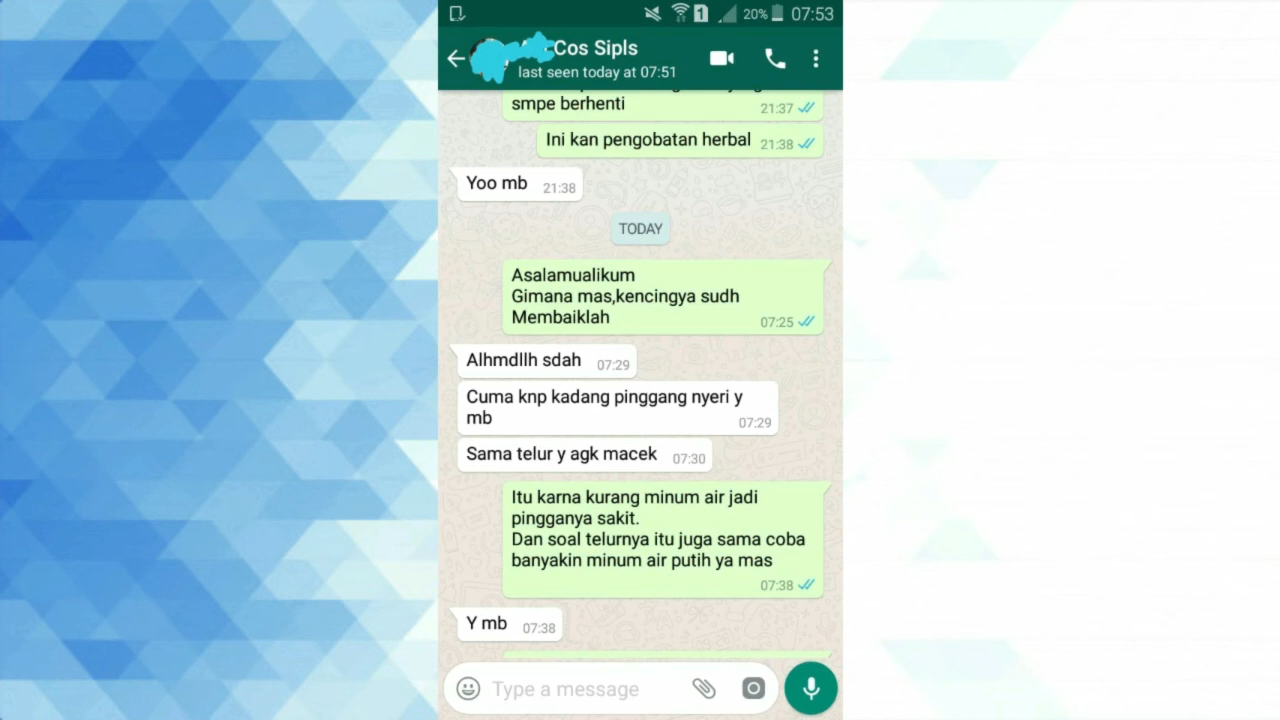 1 20% 07:53
Cos Sipls
last seen today at 07:51
smpe berhenti
21:37
Ini kan pengobatan herbal 21:38
Yoo mb 21:38
TODAY
Asalamualikum
Gimana mas,kencingya sudh
Membaiklah
07:25
Alhmdllh sdah 07:29
Cuma knp kadang pinggang nyeri y
mb
07:29
Sama telur y agk macek 07:30
Itu karna kurang minum air jadi
pingganya sakit.
Dan soal telurnya itu juga sama coba
banyakin minum air putih ya mas
07:38
Y mb 07:38
Type a message